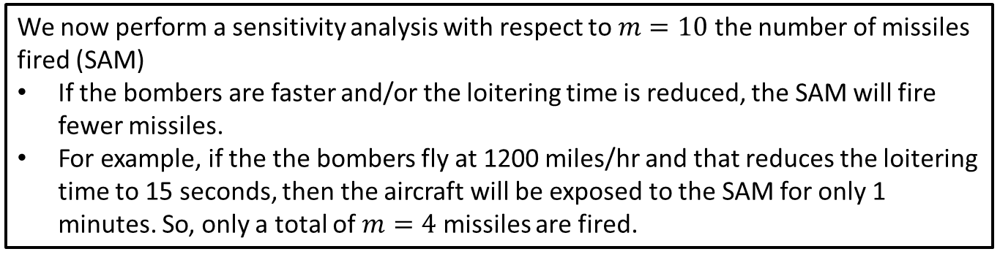 We now perform a sensitivity analysis with respect to m = 10 the number of missiles
fired (SAM)
• If the bombers are faster and/or the loitering time is reduced, the SAM will fire
fewer missiles.
• For example, if the the bombers fly at 1200 miles/hr and that reduces the loitering
time to 15 seconds, then the aircraft will be exposed to the SAM for only 1
minutes. So, only a total of m = 4 missiles are fired.